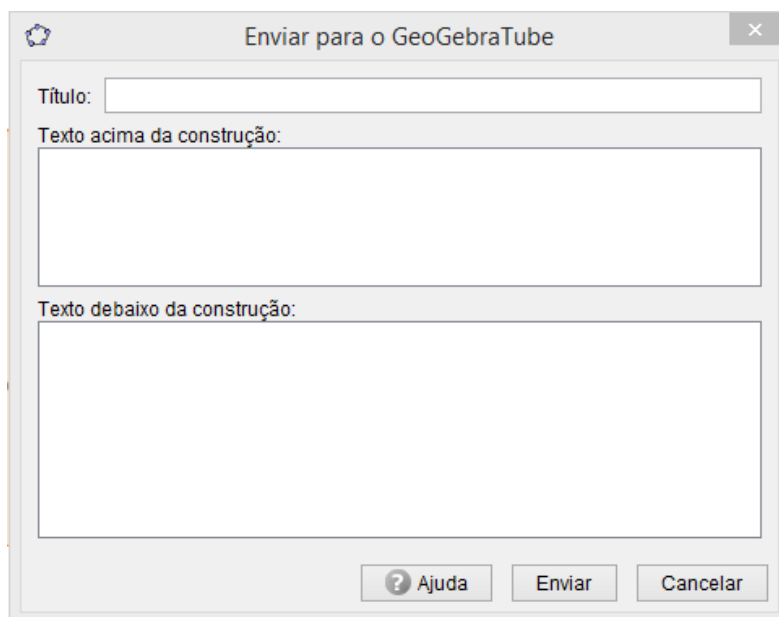 Enviar para o GeoGebraTube
Título:
Texto acima da construção:
Texto debaixo da construção:
? Ajuda Enviar Cancelar